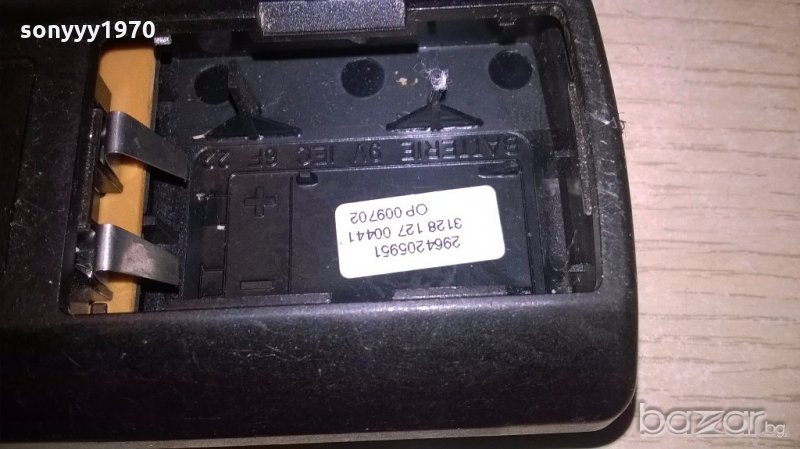 sonyyy1970
BATTERIE 9V IEC 6F 22
+
-
2964205951
3128 127 00441
OP 009702
bazar.bg